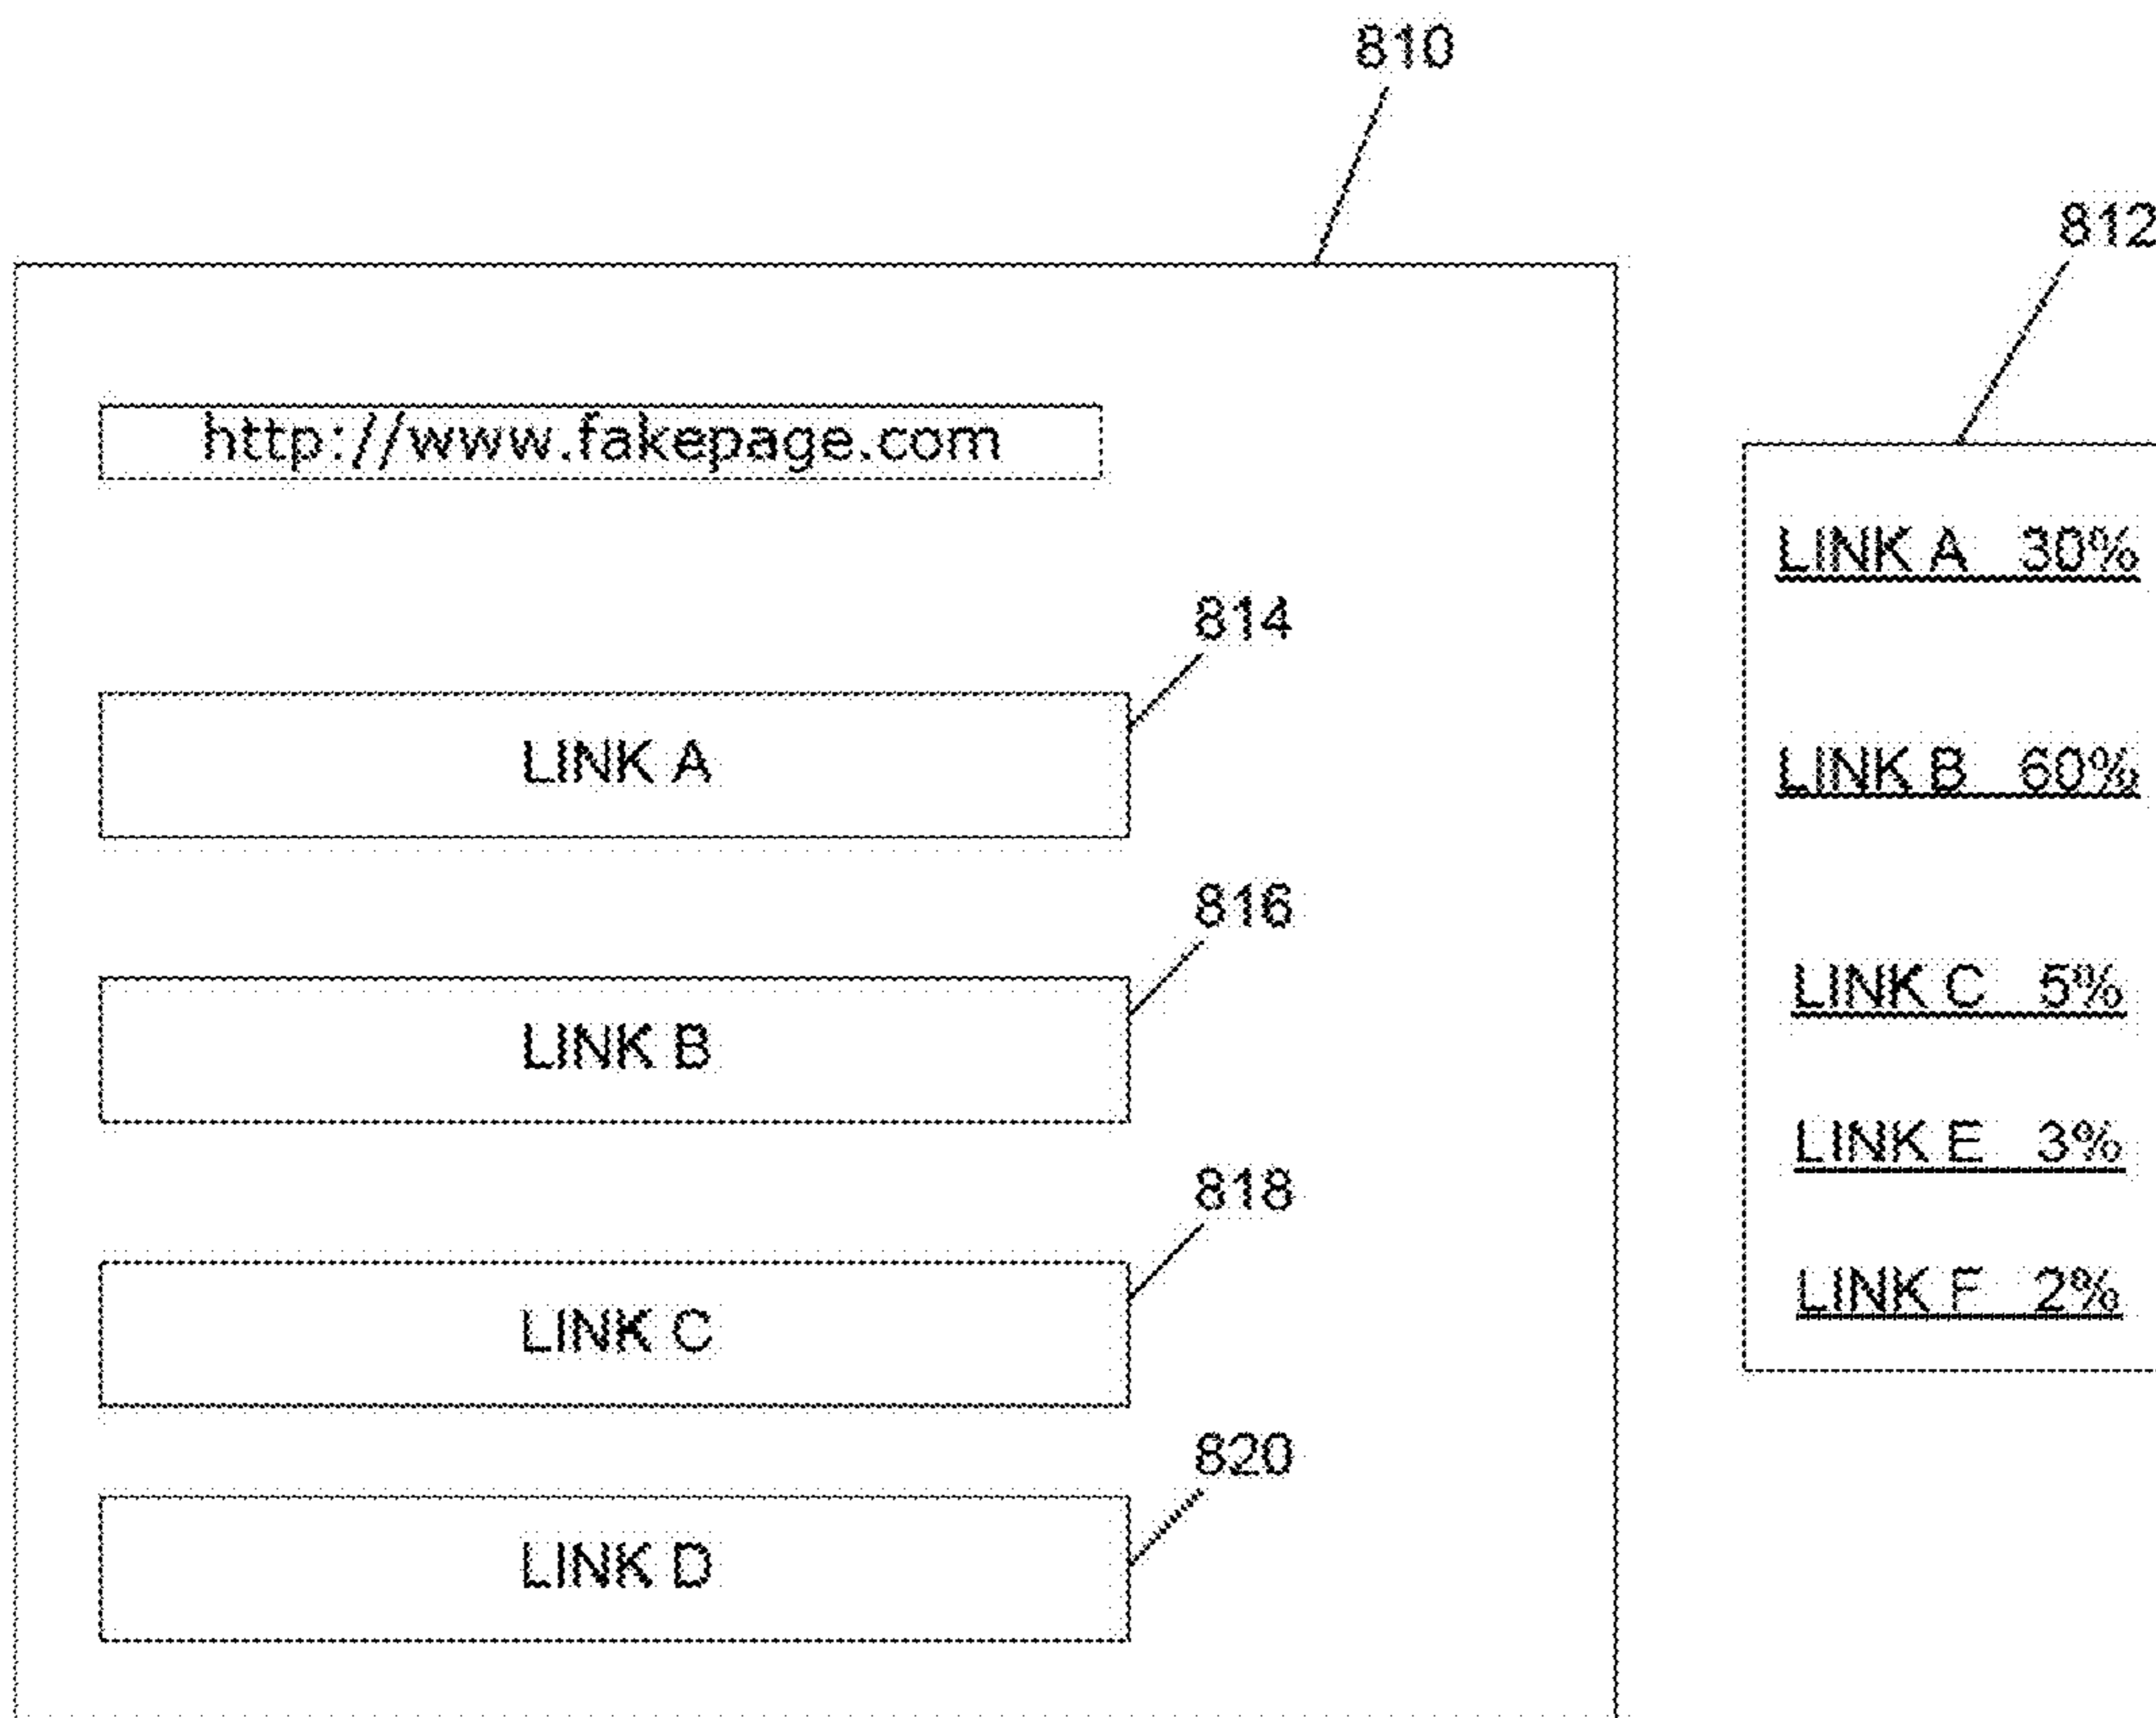 810
812
http://www.fakepage.com
814
LINK A
816
LINK B
818
LINK C
820
LINK D
LINK A 30%
LINK B 60%
LINK C 5%
LINK E 3%
LINK F 2%